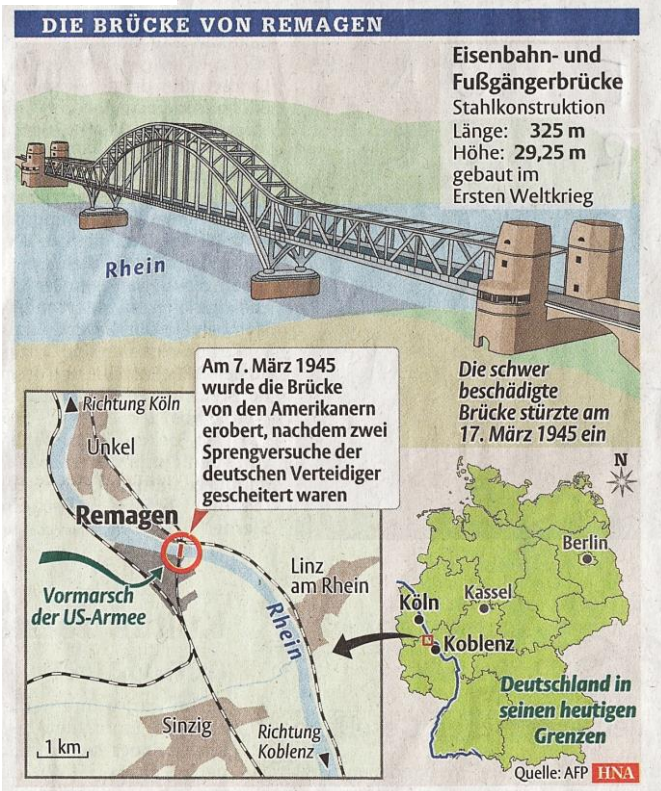 DIE BRÜCKE VON REMAGEN
Eisenbahn- und
Fußgängerbrücke
Stahlkonstruktion
Länge: 325 m
Höhe: 29,25 m
gebaut im
Ersten Weltkrieg
Rhein
Die schwer
beschädigte
Brücke stürzte am
17. März 1945 ein
Am 7. März 1945
wurde die Brücke
von den Amerikanern
erobert, nachdem zwei
Sprengversuche der
deutschen Verteidiger
gescheitert waren
Richtung Köln
Unkel
Remagen
Linz
am Rhein
Vormarsch
der US-Armee
Rhein
Sinzig
Richtung
Koblenz
1 km
N
Berlin
Kassel
Köln
Koblenz
Deutschland in
seinen heutigen
Grenzen
Quelle: AFP HNA